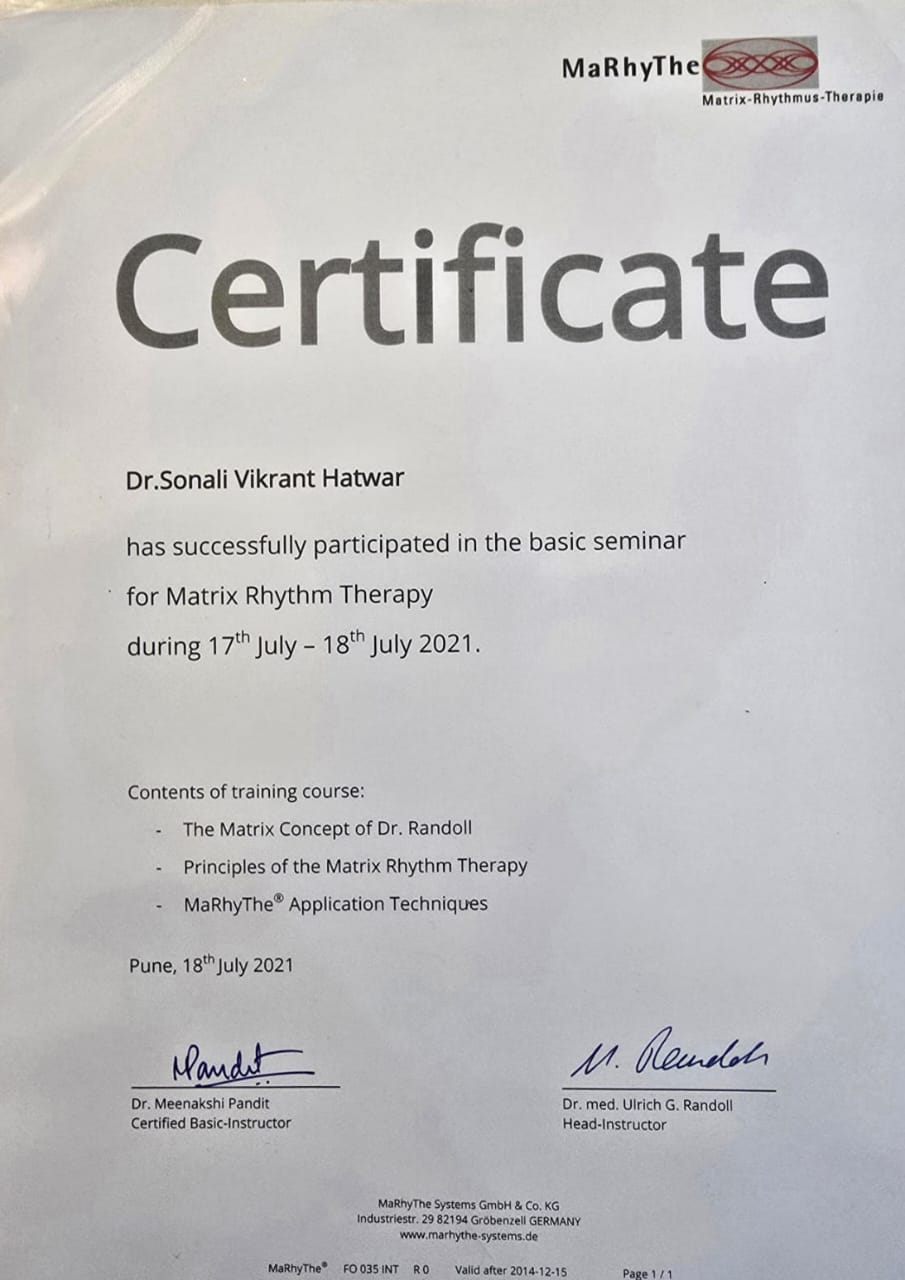 MaRhyThe
Matrix-Rhythmus-Therapie
Certificate
Dr.Sonali Vikrant Hatwar
has successfully participated in the basic seminar
for Matrix Rhythm Therapy
during 17th July – 18th July 2021.
Contents of training course:
- The Matrix Concept of Dr. Randoll
- Principles of the Matrix Rhythm Therapy
- MaRhyThe® Application Techniques
Pune, 18th July 2021
Mandit
Dr. Meenakshi Pandit
Certified Basic-Instructor
U. Randoll
Dr. med. Ulrich G. Randoll
Head-Instructor
MaRhyThe Systems GmbH & Co. KG
Industriestr. 29 82194 Gröbenzell GERMANY
www.marhythe-systems.de
MaRhyThe® FO 035 INT R 0 Valid after 2014-12-15 Page 1 / 1